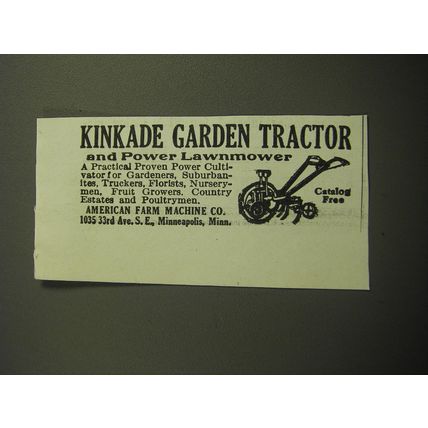 KINKADE GARDEN TRACTOR
and Power Lawnmower
A Practical Proven Power Culti-
vator for Gardeners, Suburban-
ites, Truckers, Florists, Nursery-
men, Fruit Growers, Country
Estates and Poultrymen.
AMERICAN FARM MACHINE CO.
1035 33rd Ave. S. E., Minneapolis, Minn.
Catalog
Free